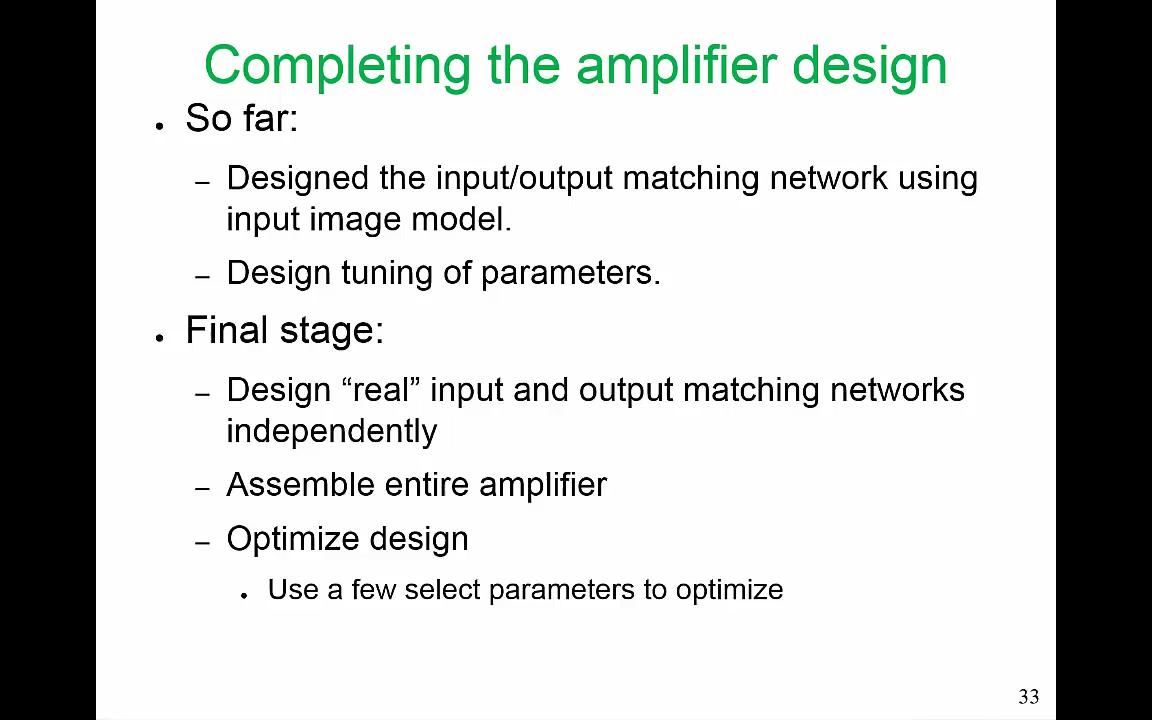 Completing the amplifier design
• So far:
– Designed the input/output matching network using
input image model.
– Design tuning of parameters.
• Final stage:
– Design “real” input and output matching networks
independently
– Assemble entire amplifier
– Optimize design
• Use a few select parameters to optimize
33